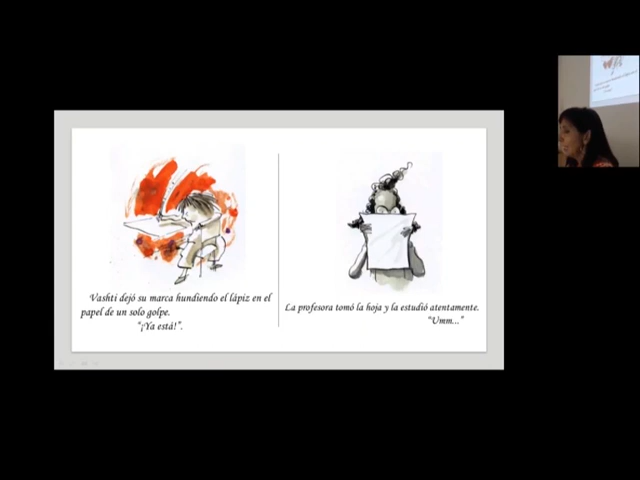 Vashti dejó su marca hundiendo el lápiz en el
papel de un solo golpe.
"¡Ya está!".
La profesora tomó la hoja y la estudió atentamente.
"Umm..."